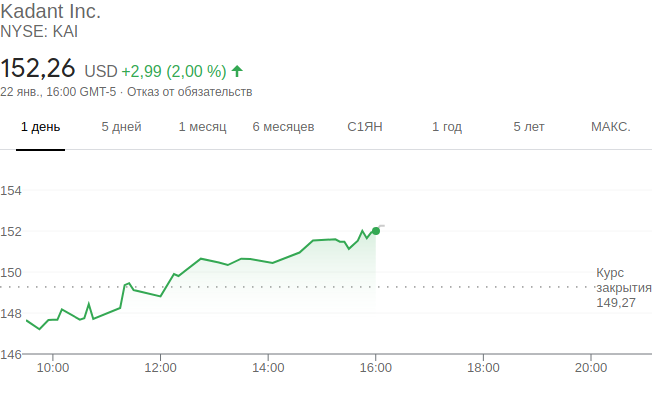 Kadant Inc.
NYSE: KAI
152,26 USD +2,99 (2,00 %)
22 янв., 16:00 GMT-5 · Отказ от обязательств
1 день 5 дней 1 месяц 6 месяцев С1ЯН 1 год 5 лет МАКС.
154
152
150
Курс
закрытия
149,27
148
146
10:00 12:00 14:00 16:00 18:00 20:00